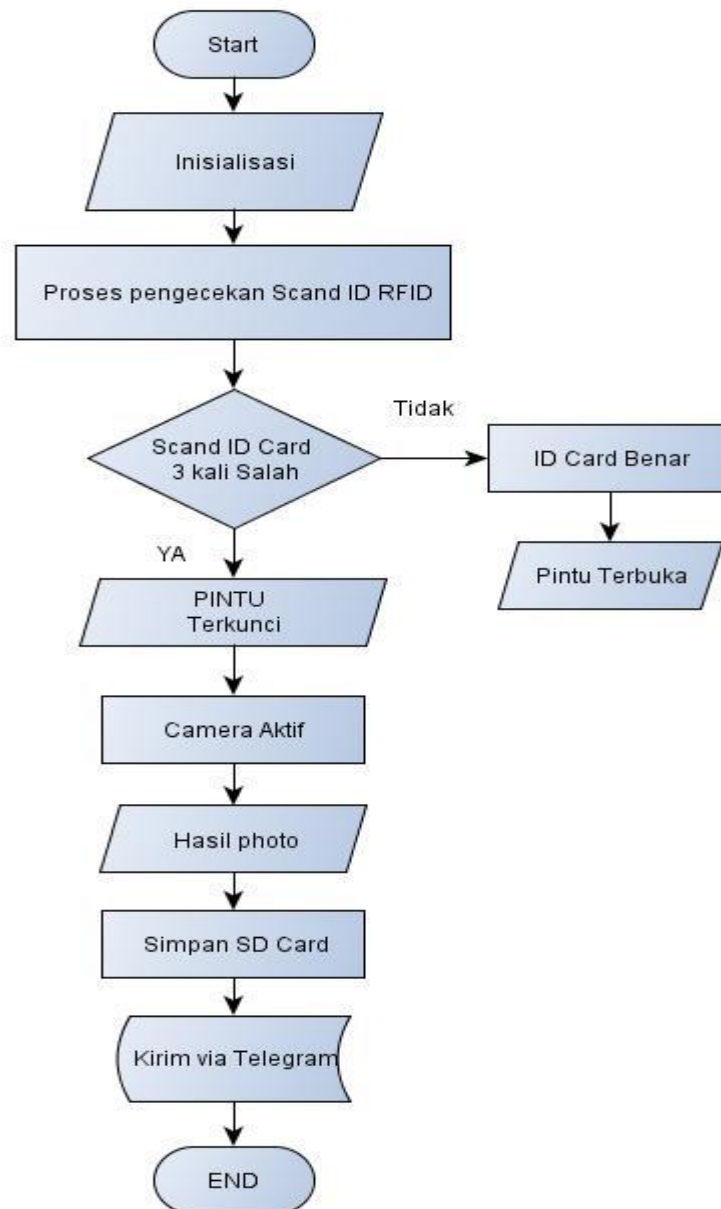 Start
Inisialisasi
Proses pengecekan Scand ID RFID
Scand ID Card
3 kali Salah
Tidak
ID Card Benar
Pintu Terbuka
YA
PINTU
Terkunci
Camera Aktif
Hasil photo
Simpan SD Card
Kirim via Telegram
END